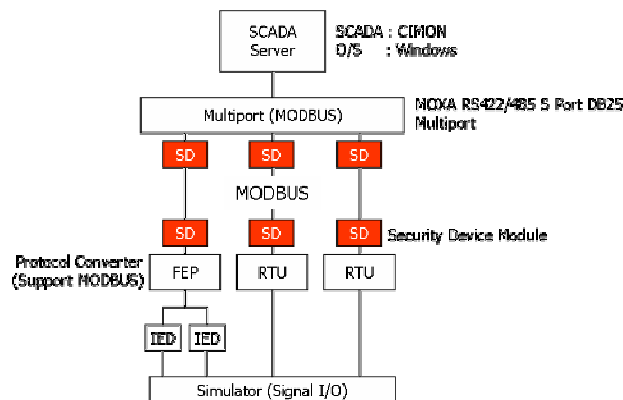 SCADA
Server
SCADA : CIMON
O/S : Windows
Multiport (MODBUS)
MOXA RS422/485 S Port DB25
Multiport
SD SD SD
MODBUS
SD SD SD
Security Device Module
Protocol Converter
(Support MODBUS)
FEP RTU RTU
IED IED
Simulator (Signal I/O)